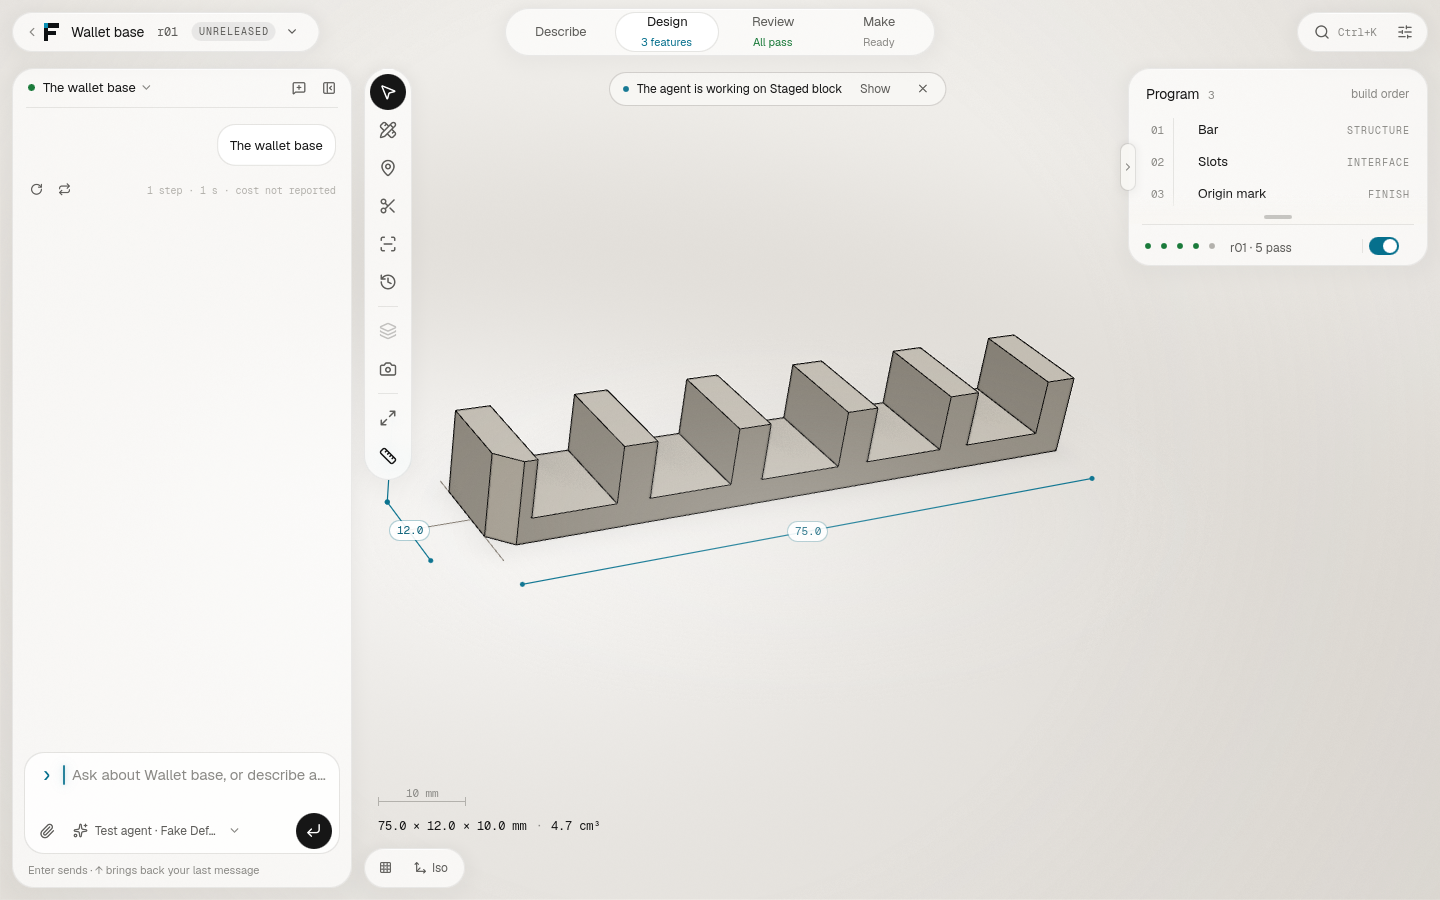 Wallet base r01 UNRELEASED
Describe
Design
3 features
Review
All pass
Make
Ready
Ctrl+K
The wallet base
The wallet base
1 step · 1 s · cost not reported
The agent is working on Staged block Show
Program 3 build order
01 Bar STRUCTURE
02 Slots INTERFACE
03 Origin mark FINISH
r01 · 5 pass
12.0
75.0
10 mm
75.0 × 12.0 × 10.0 mm · 4.7 cm³
Iso
Ask about Wallet base, or describe a…
Test agent · Fake Def…
Enter sends · ↑ brings back your last message